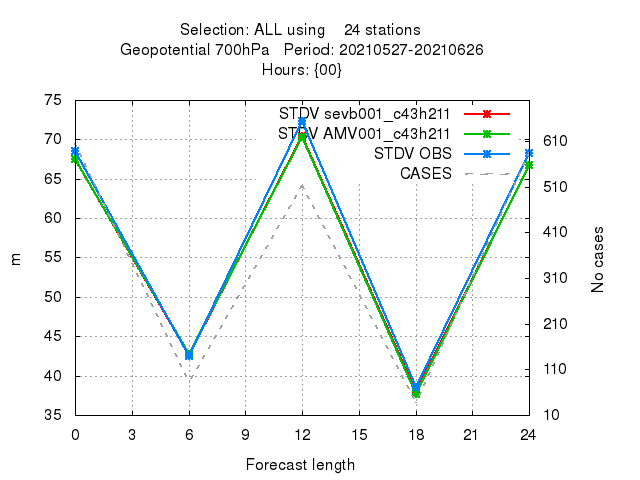 Selection: ALL using    24 stations
Geopotential 700hPa   Period: 20210527-20210626
Hours: {00}
STDV sevb001_c43h211
STDV AMV001_c43h211
STDV OBS
CASES
75
70
65
60
55
50
45
40
35
610
510
410
310
210
110
10
m
No cases
0 3 6 9 12 15 18 21 24
Forecast length